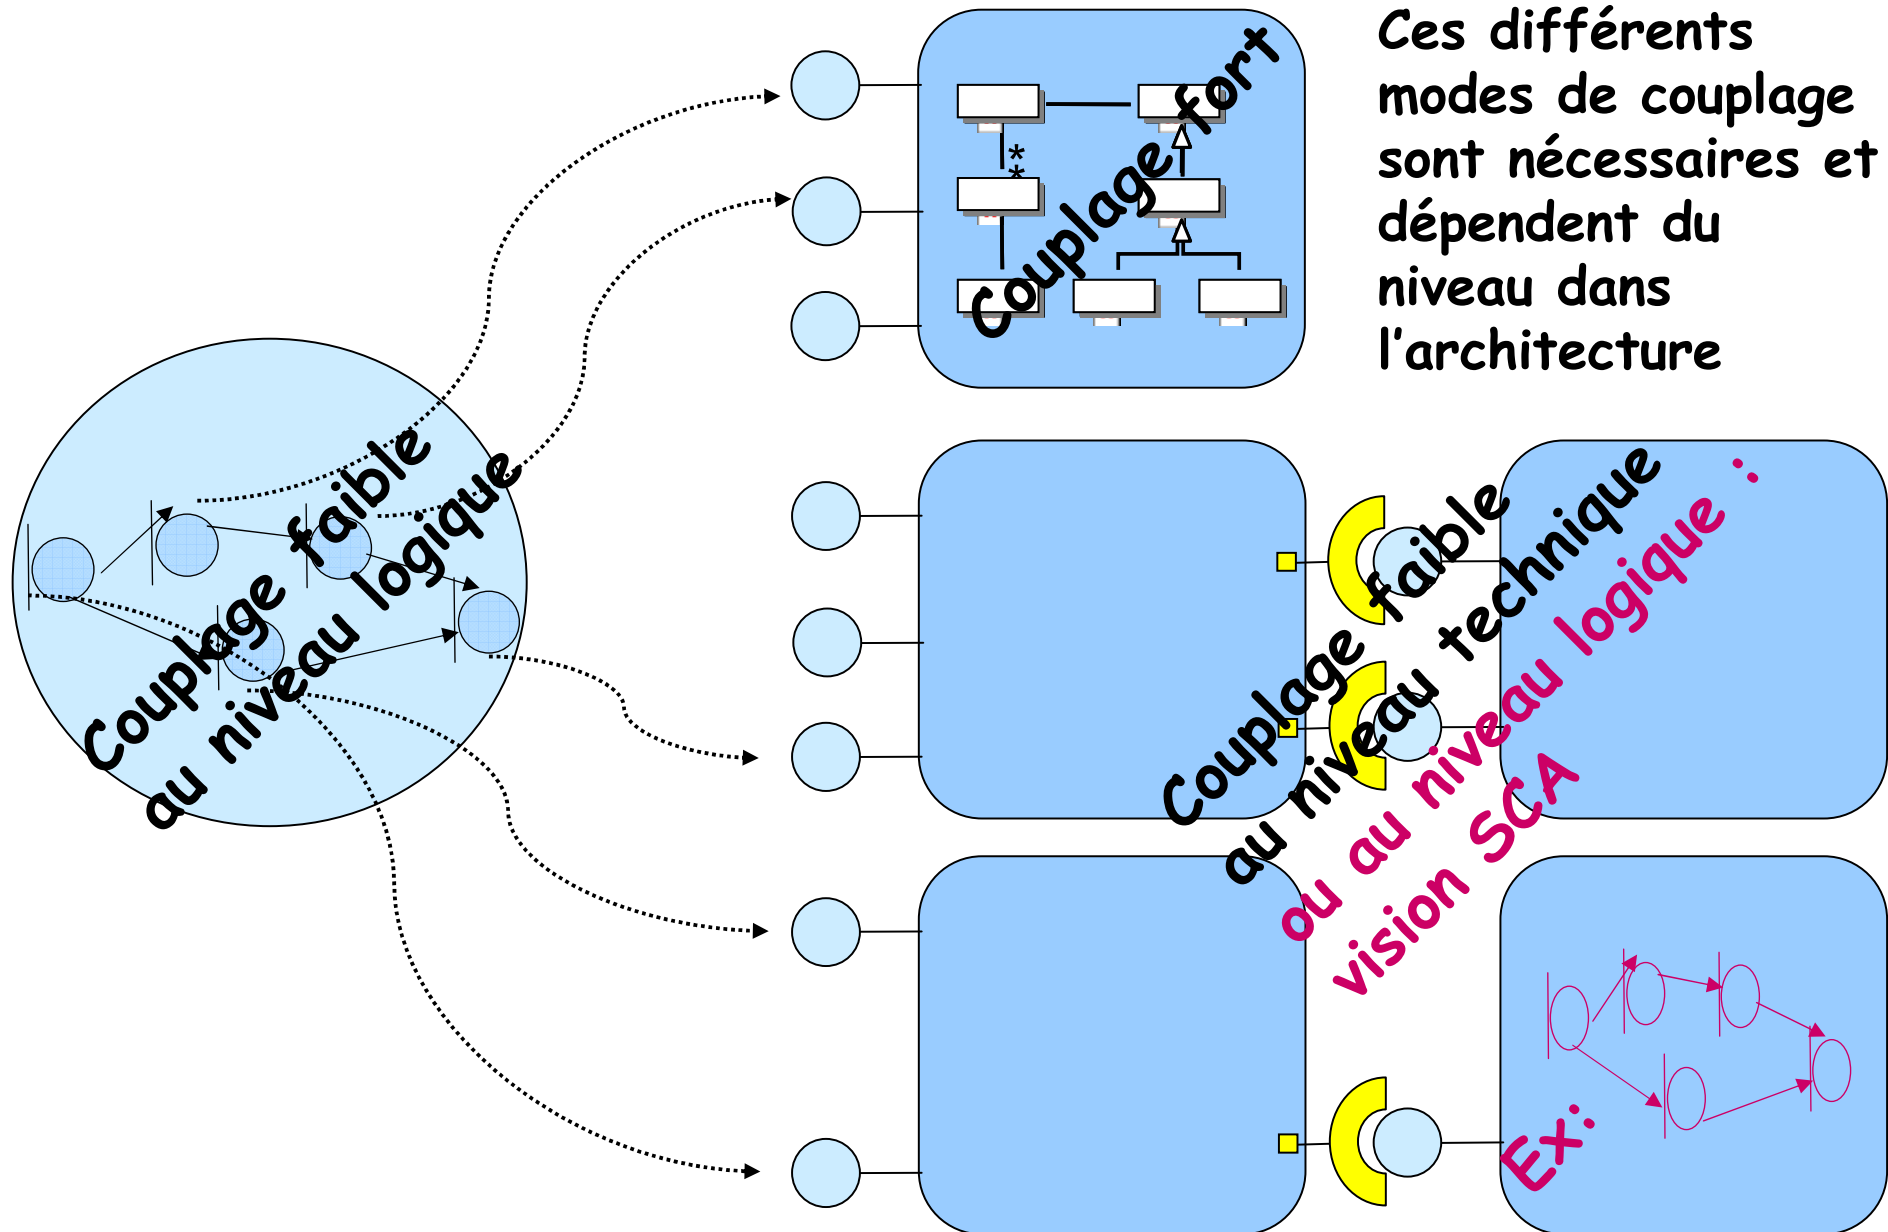 Ces différents
modes de couplage
sont nécessaires et
dépendent du
niveau dans
l'architecture
Couplage fort
*
*
Couplage faible
au niveau logique
Couplage faible
au niveau technique
ou au niveau logique :
vision SCA
Ex: